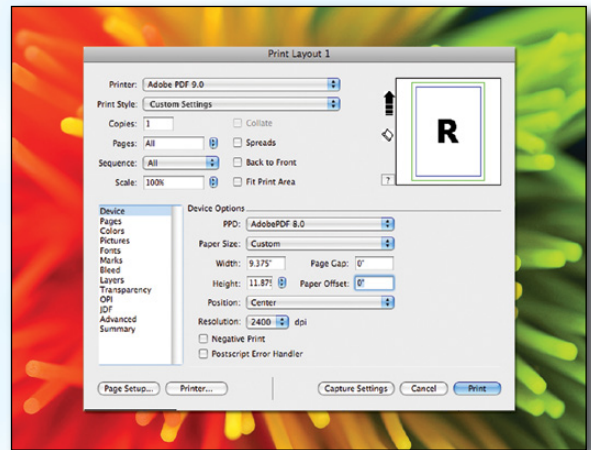 Print Layout 1
Printer: Adobe PDF 9.0
Print Style: Custom Settings
Copies: 1 Collate
Pages: All Spreads
Sequence: All Back to Front
Scale: 100% Fit Print Area
R
?
Device
Pages
Colors
Pictures
Fonts
Marks
Bleed
Layers
Transparency
OPI
JDF
Advanced
Summary
Device Options
PPD: AdobePDF 8.0
Paper Size: Custom
Width: 9.375" Page Gap: 0"
Height: 11.875 Paper Offset: 0"
Position: Center
Resolution: 2400 dpi
Negative Print
Postscript Error Handler
Page Setup... Printer... Capture Settings Cancel Print